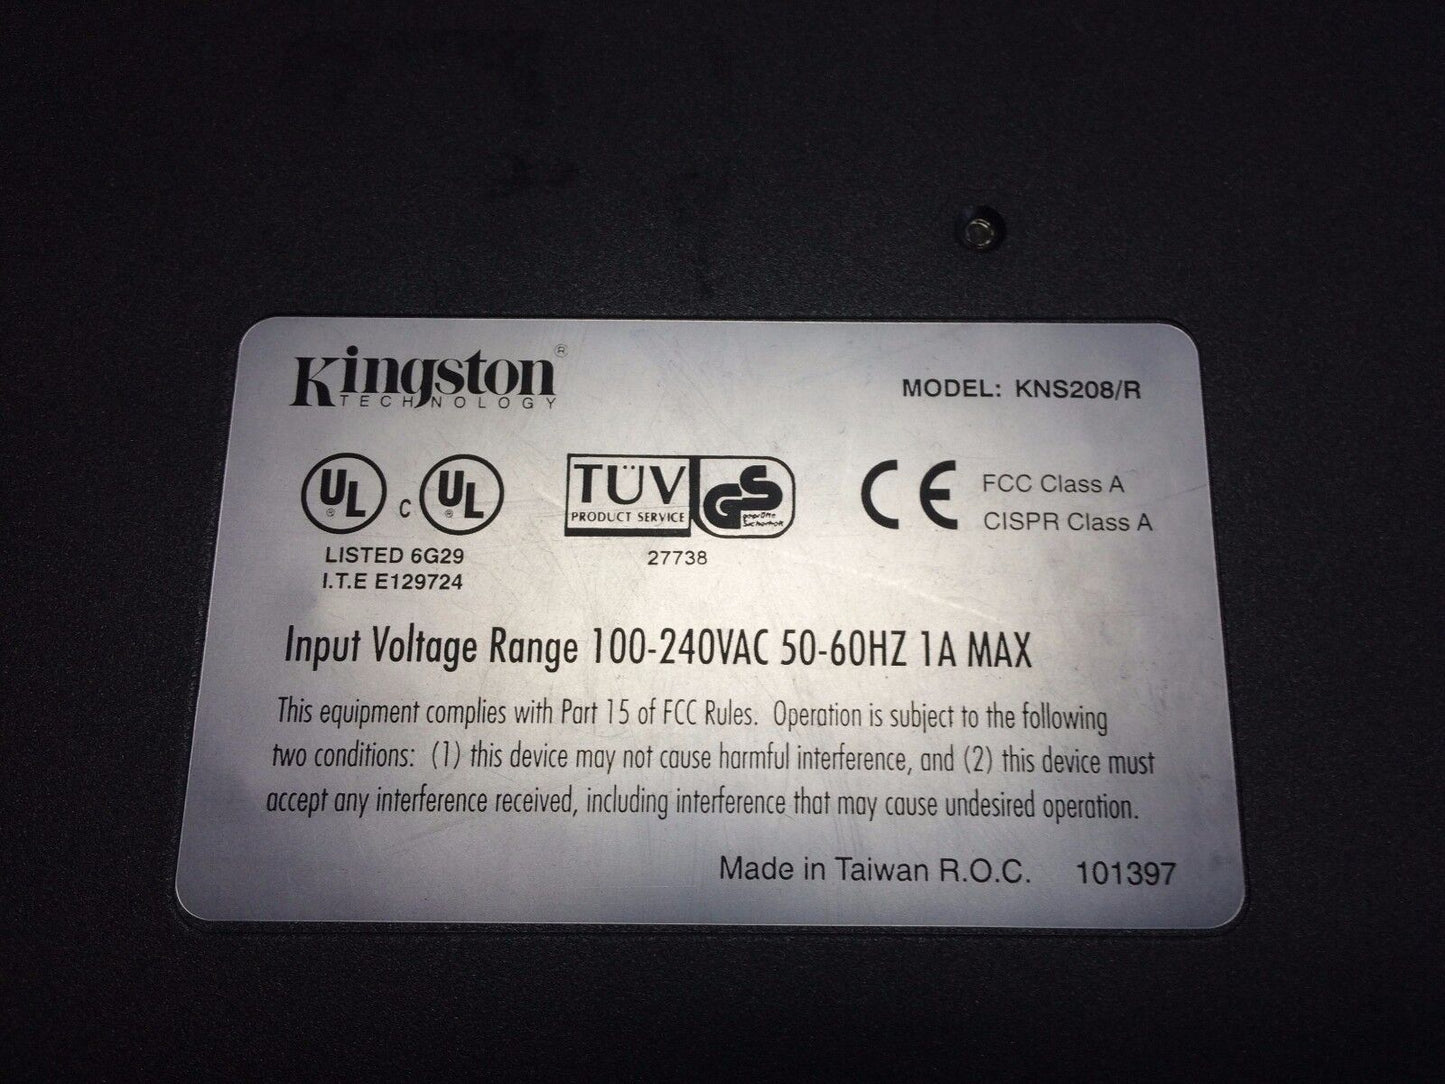 Kingston®
TECHNOLOGY
MODEL: KNS208/R
UL® c UL®
LISTED 6G29
I.T.E E129724
TÜV
PRODUCT SERVICE
GS
geprüfte
Sicherheit
27738
CE
FCC Class A
CISPR Class A
Input Voltage Range 100-240VAC 50-60HZ 1A MAX
This equipment complies with Part 15 of FCC Rules. Operation is subject to the following
two conditions: (1) this device may not cause harmful interference, and (2) this device must
accept any interference received, including interference that may cause undesired operation.
Made in Taiwan R.O.C. 101397